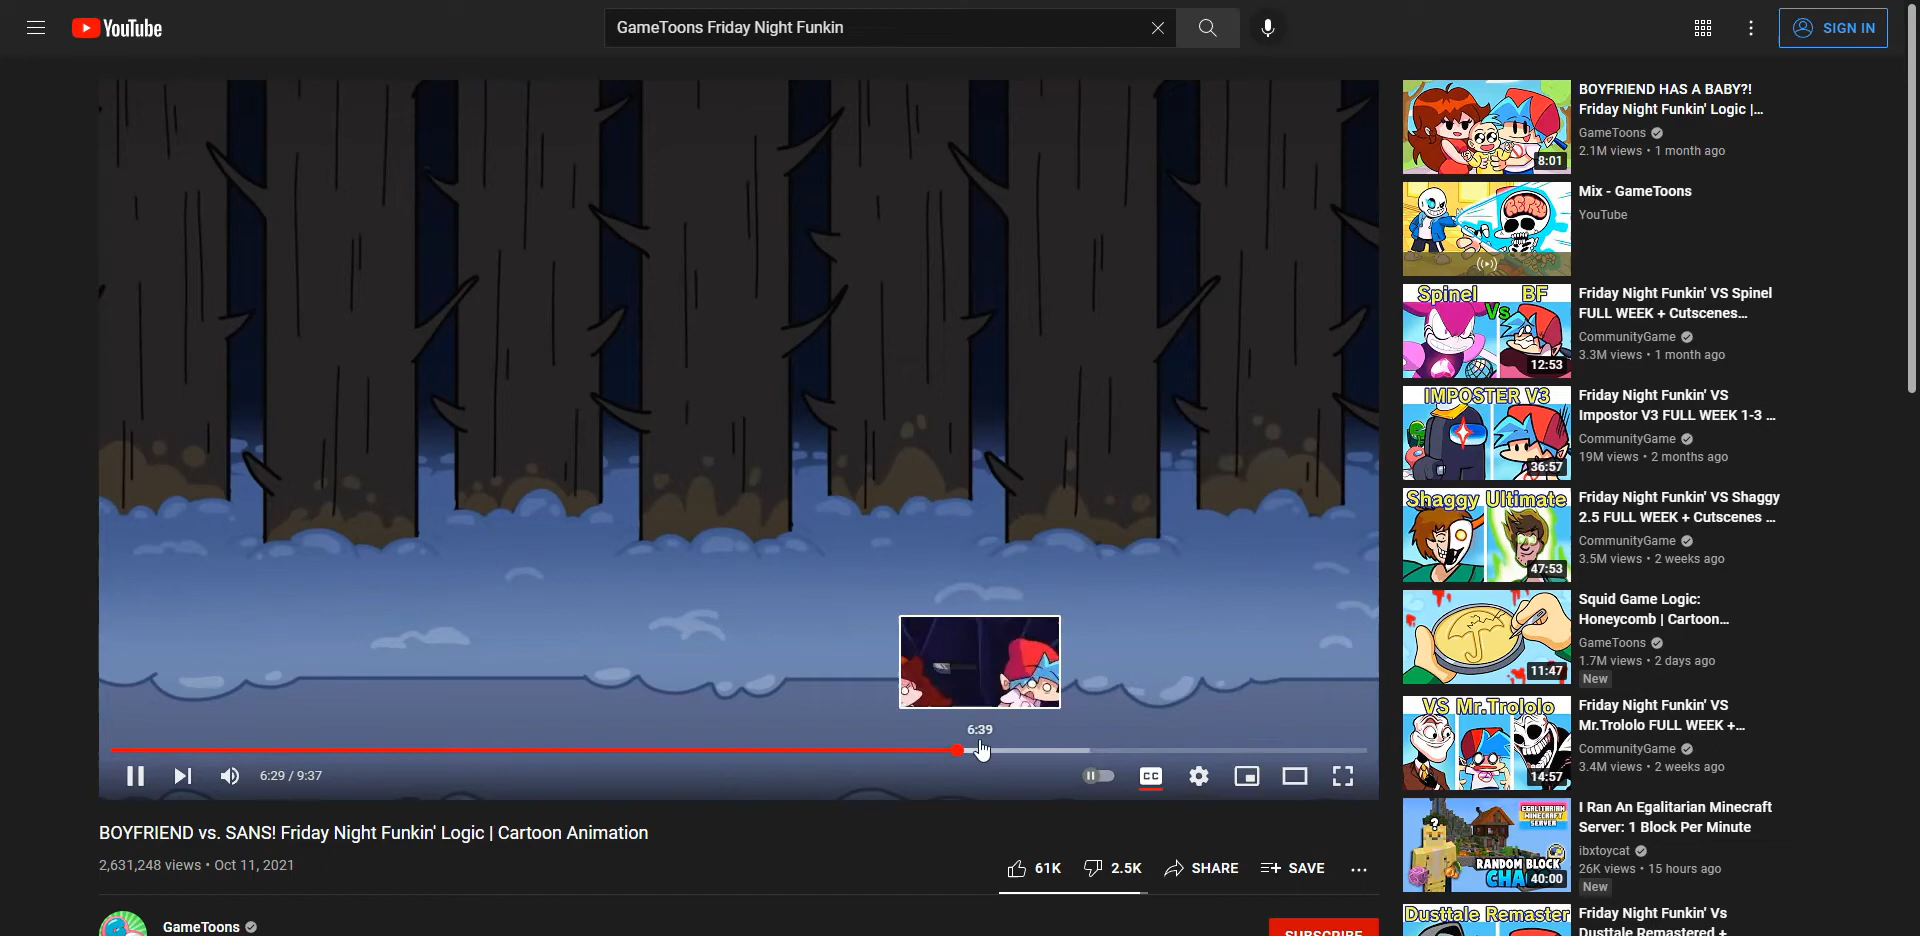 YouTube
GameToons Friday Night Funkin
SIGN IN
6:39
6:29 / 9:37
CC
BOYFRIEND vs. SANS! Friday Night Funkin' Logic | Cartoon Animation
2,631,248 views • Oct 11, 2021
61K
2.5K
SHARE
SAVE
GameToons
SUBSCRIBE
8:01
BOYFRIEND HAS A BABY?!
Friday Night Funkin' Logic |...
GameToons
2.1M views • 1 month ago
Mix - GameToons
YouTube
Spinel
Vs
BF
12:53
Friday Night Funkin' VS Spinel
FULL WEEK + Cutscenes...
CommunityGame
3.3M views • 1 month ago
IMPOSTER V3
36:57
Friday Night Funkin' VS
Impostor V3 FULL WEEK 1-3 ...
CommunityGame
19M views • 2 months ago
Shaggy Ultimate
47:53
Friday Night Funkin' VS Shaggy
2.5 FULL WEEK + Cutscenes ...
CommunityGame
3.5M views • 2 weeks ago
11:47
Squid Game Logic:
Honeycomb | Cartoon...
GameToons
1.7M views • 2 days ago
New
VS Mr.Trololo
14:57
Friday Night Funkin' VS
Mr.Trololo FULL WEEK +...
CommunityGame
3.4M views • 2 weeks ago
EGALITARIAN
MINECRAFT
SERVER
?
RANDOM BLOCK
CHA
40:00
I Ran An Egalitarian Minecraft
Server: 1 Block Per Minute
ibxtoycat
26K views • 15 hours ago
New
Dusttale Remaster
Friday Night Funkin' Vs
Dusttale Remastered +